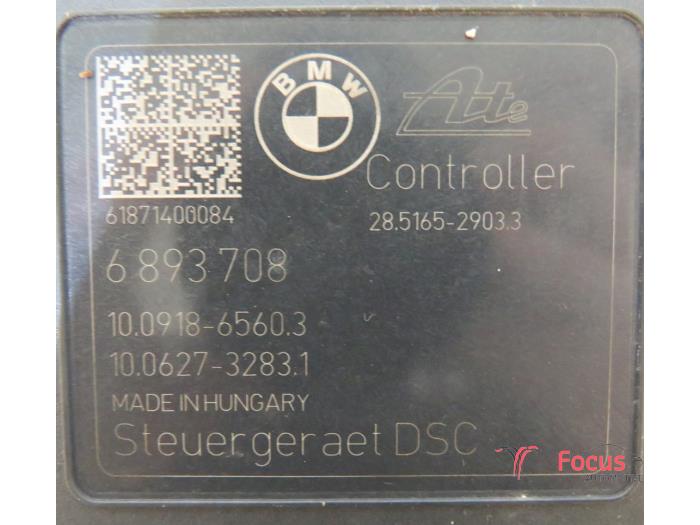 BMW
Ate
Controller
61871400084
28.5165-2903.3
6 893 708
10.0918-6560.3
10.0627-3283.1
MADE IN HUNGARY
Steuergeraet DSC
Focus